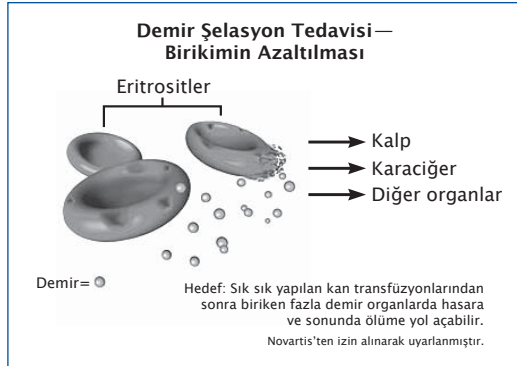 Demir Şelasyon Tedavisi—
Birikimin Azaltılması
Eritrositler
Kalp
Karaciğer
Diğer organlar
Demir=
Hedef: Sık sık yapılan kan transfüzyonlarından
sonra biriken fazla demir organlarda hasara
ve sonunda ölüme yol açabilir.
Novartis’ten izin alınarak uyarlanmıştır.